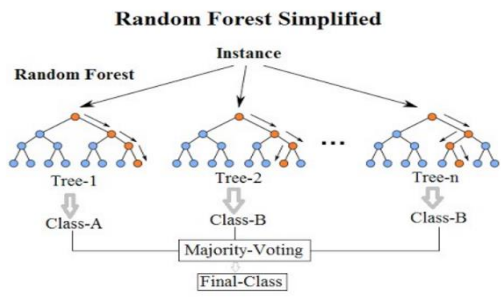 Random Forest Simplified
Instance
Random Forest
...
Tree-1
Tree-2
Tree-n
Class-A
Class-B
Class-B
Majority-Voting
Final-Class